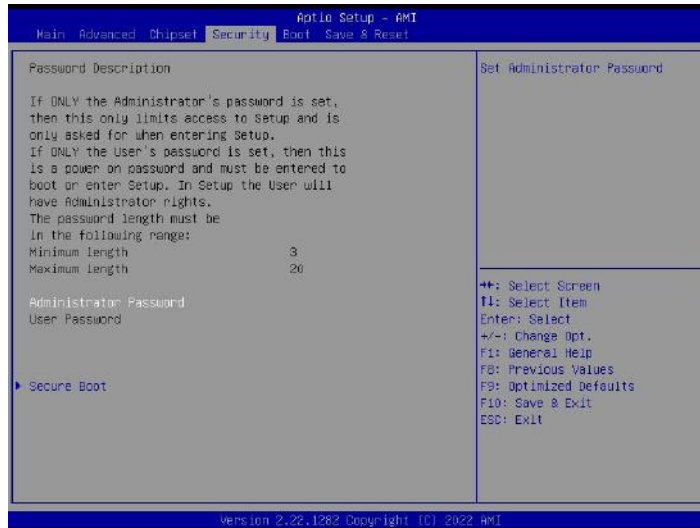 Aptio Setup - AMI
Main Advanced Chipset Security Boot Save & Reset
Password Description
If ONLY the Administrator's password is set,
then this only limits access to Setup and is
only asked for when entering Setup.
If ONLY the User's password is set, then this
is a power on password and must be entered to
boot or enter Setup. In Setup the User will
have Administrator rights.
The password length must be
in the following range:
Minimum length 3
Maximum length 20
Administrator Password
User Password
Secure Boot
Set Administrator Password
→←: Select Screen
↑↓: Select Item
Enter: Select
+/-: Change Opt.
F1: General Help
F8: Previous Values
F9: Optimized Defaults
F10: Save & Exit
ESC: Exit
Version 2.22.1282 Copyright (C) 2022 AMI